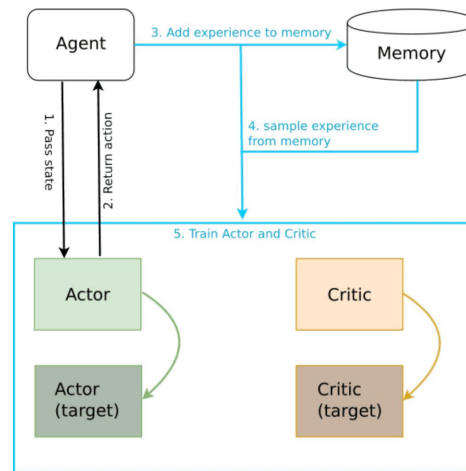 Agent
3. Add experience to memory
Memory
1. Pass state
2. Return action
4. sample experience
from memory
5. Train Actor and Critic
Actor
Critic
Actor
(target)
Critic
(target)